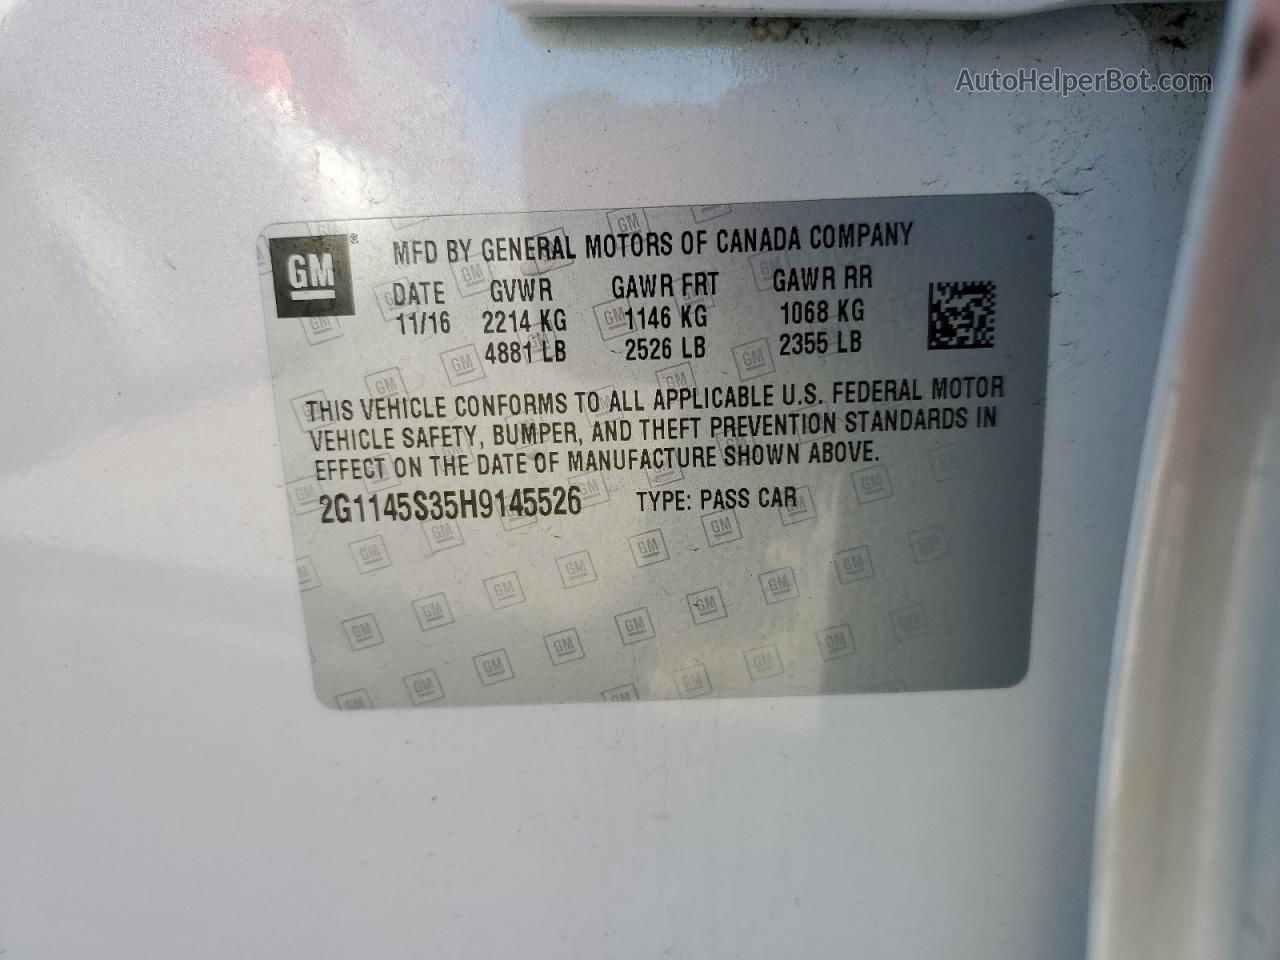 AutoHelperBot.com
GM ® MFD BY GENERAL MOTORS OF CANADA COMPANY
DATE GVWR GAWR FRT GAWR RR
11/16 2214 KG 1146 KG 1068 KG
4881 LB 2526 LB 2355 LB
THIS VEHICLE CONFORMS TO ALL APPLICABLE U.S. FEDERAL MOTOR
VEHICLE SAFETY, BUMPER, AND THEFT PREVENTION STANDARDS IN
EFFECT ON THE DATE OF MANUFACTURE SHOWN ABOVE.
2G1145S35H9145526 TYPE: PASS CAR